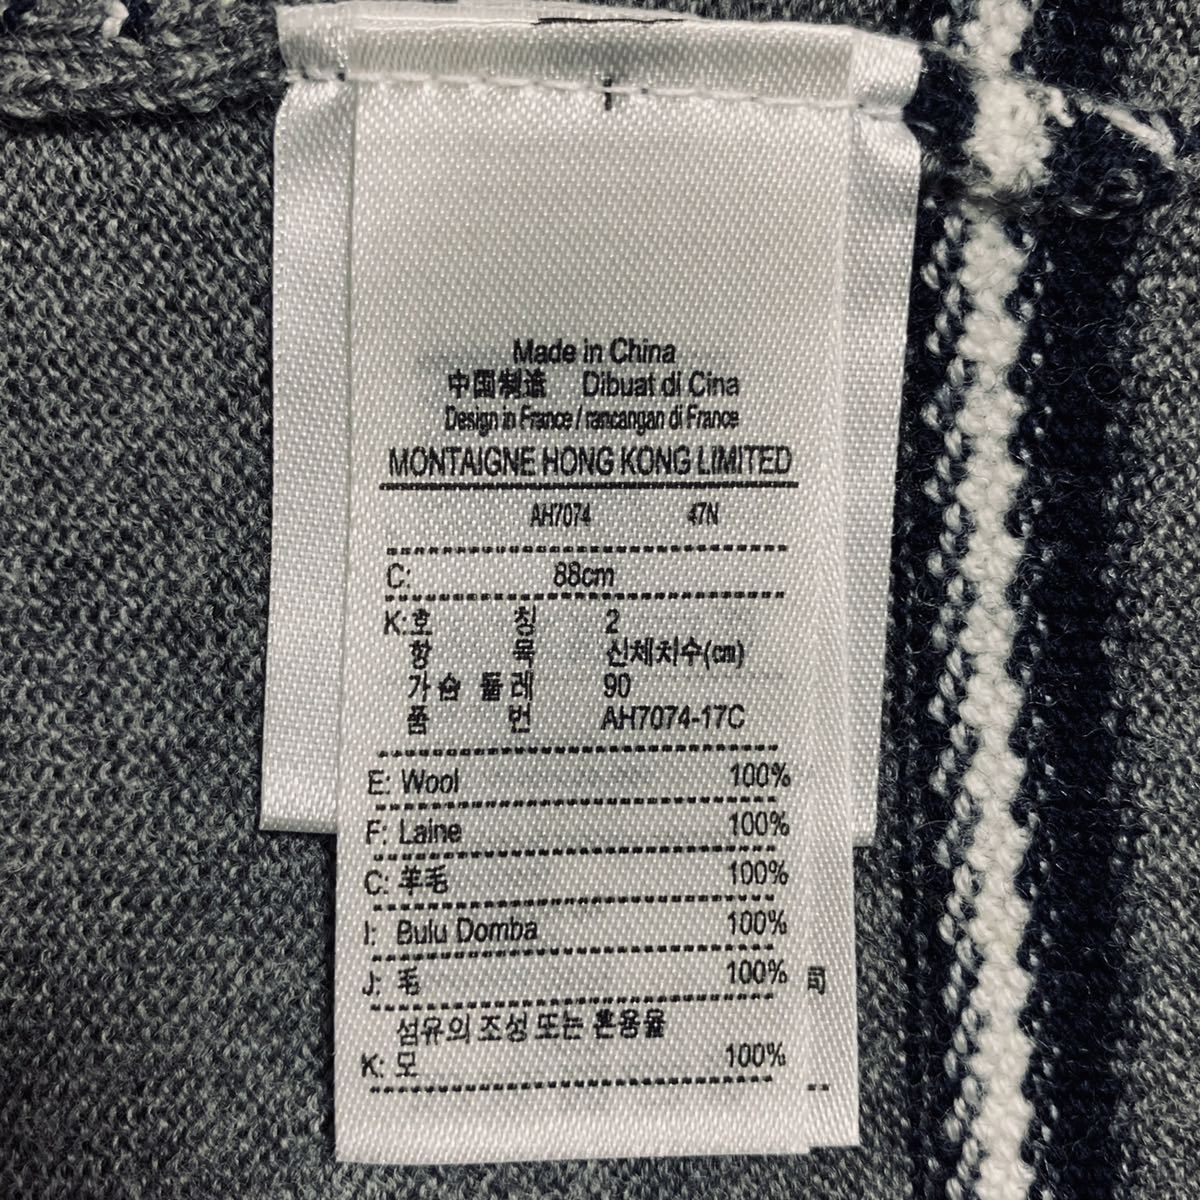 Made in China
中国制造 Dibuat di Cina
Design in France / rancangan di France
MONTAIGNE HONG KONG LIMITED
AH7074 47N
C: 88cm
K:호 칭 2
항 목 신체치수(cm)
가슴 둘레 90
품 번 AH7074-17C
E: Wool 100%
F: Laine 100%
C: 羊毛 100%
I: Bulu Domba 100%
J: 毛 100%
司
섬유의 조성 또는 혼용율
K: 모 100%